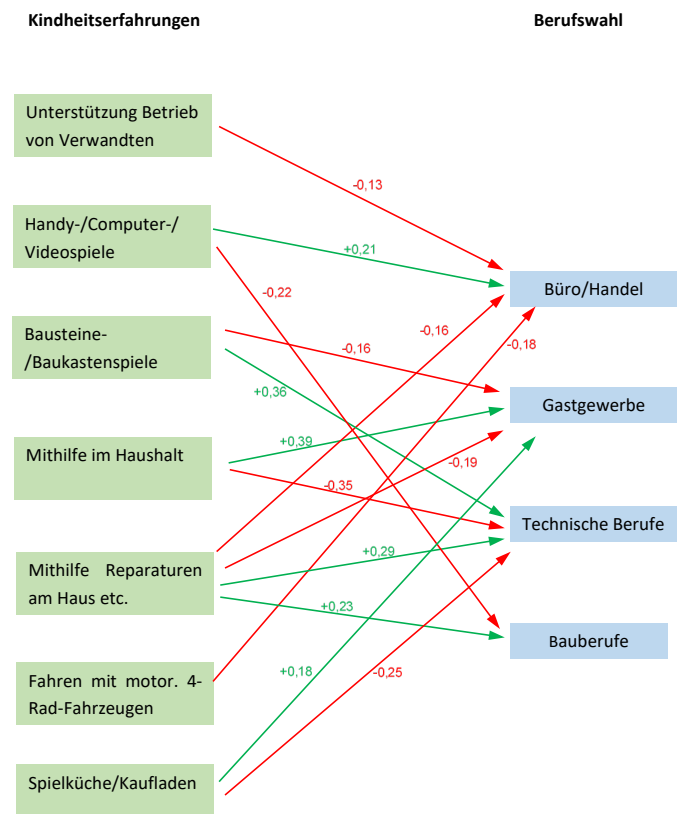 Kindheitserfahrungen
Berufswahl
Unterstützung Betrieb
von Verwandten
-0,13
Handy-/Computer-/
Videospiele
+0,21
Büro/Handel
-0,22
-0,16
-0,18
Bausteine-
/Baukastenspiele
-0,16
+0,36
Gastgewerbe
Mithilfe im Haushalt
+0,39
-0,19
-0,35
Technische Berufe
Mithilfe Reparaturen
am Haus etc.
+0,29
+0,23
Bauberufe
Fahren mit motor. 4-
Rad-Fahrzeugen
+0,18
-0,25
Spielküche/Kaufladen